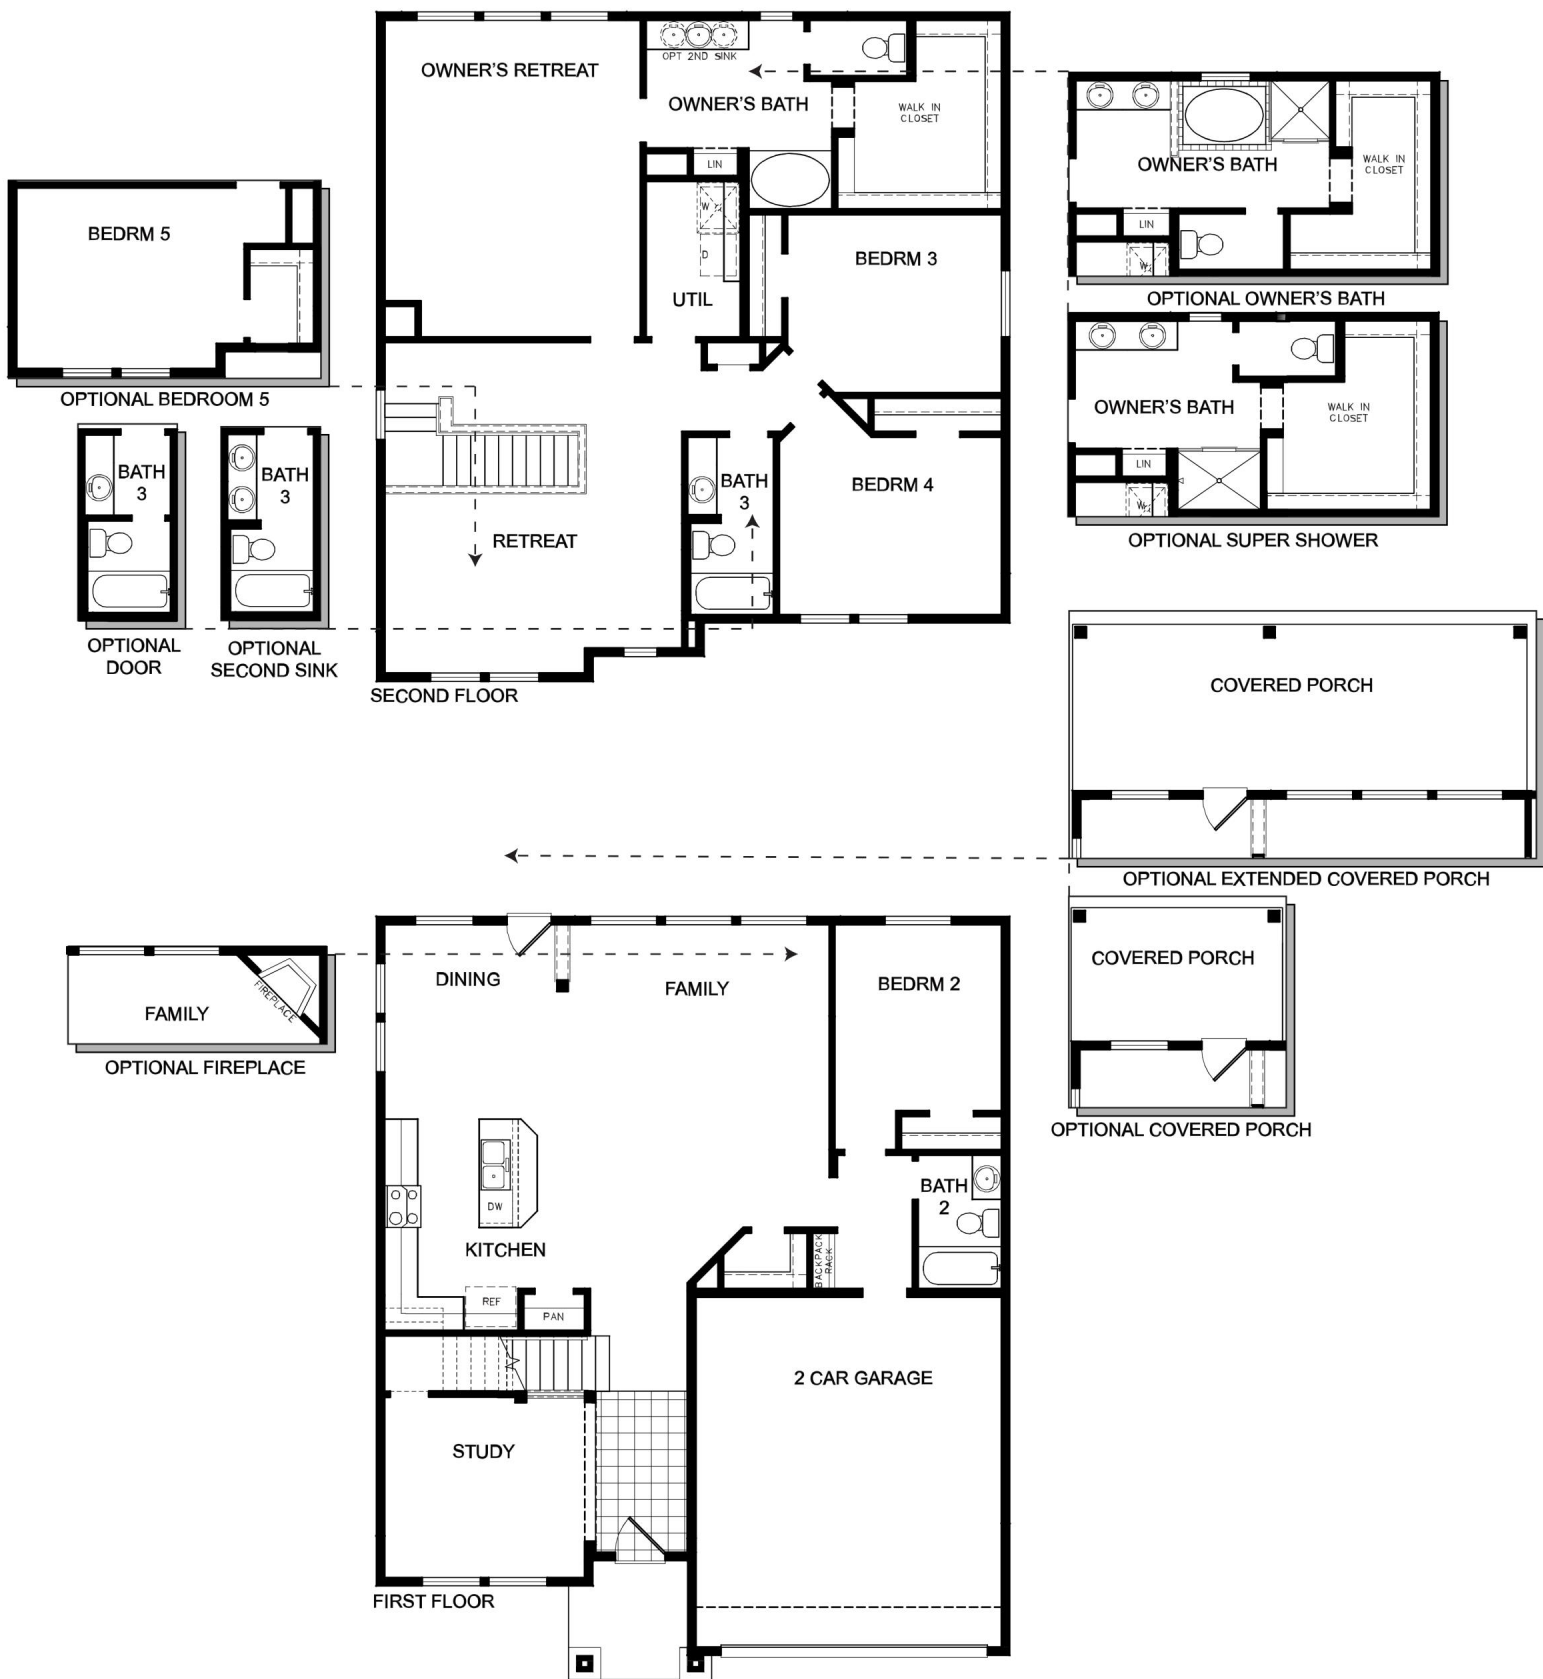 OWNER'S RETREAT
OPT 2ND SINK
OWNER'S BATH
WALK IN
CLOSET
LIN
W
D
UTIL
BEDRM 3
BEDRM 4
BATH
3
RETREAT
SECOND FLOOR
BEDRM 5
OPTIONAL BEDROOM 5
BATH
3
OPTIONAL
DOOR
BATH
3
OPTIONAL
SECOND SINK
OWNER'S BATH
WALK IN
CLOSET
LIN
W
OPTIONAL OWNER'S BATH
OWNER'S BATH
WALK IN
CLOSET
LIN
W
OPTIONAL SUPER SHOWER
COVERED PORCH
OPTIONAL EXTENDED COVERED PORCH
COVERED PORCH
OPTIONAL COVERED PORCH
FAMILY
FIREPLACE
OPTIONAL FIREPLACE
DINING
FAMILY
BEDRM 2
BATH
2
DW
KITCHEN
REF
PAN
BACKPACK
RACK
2 CAR GARAGE
STUDY
FIRST FLOOR